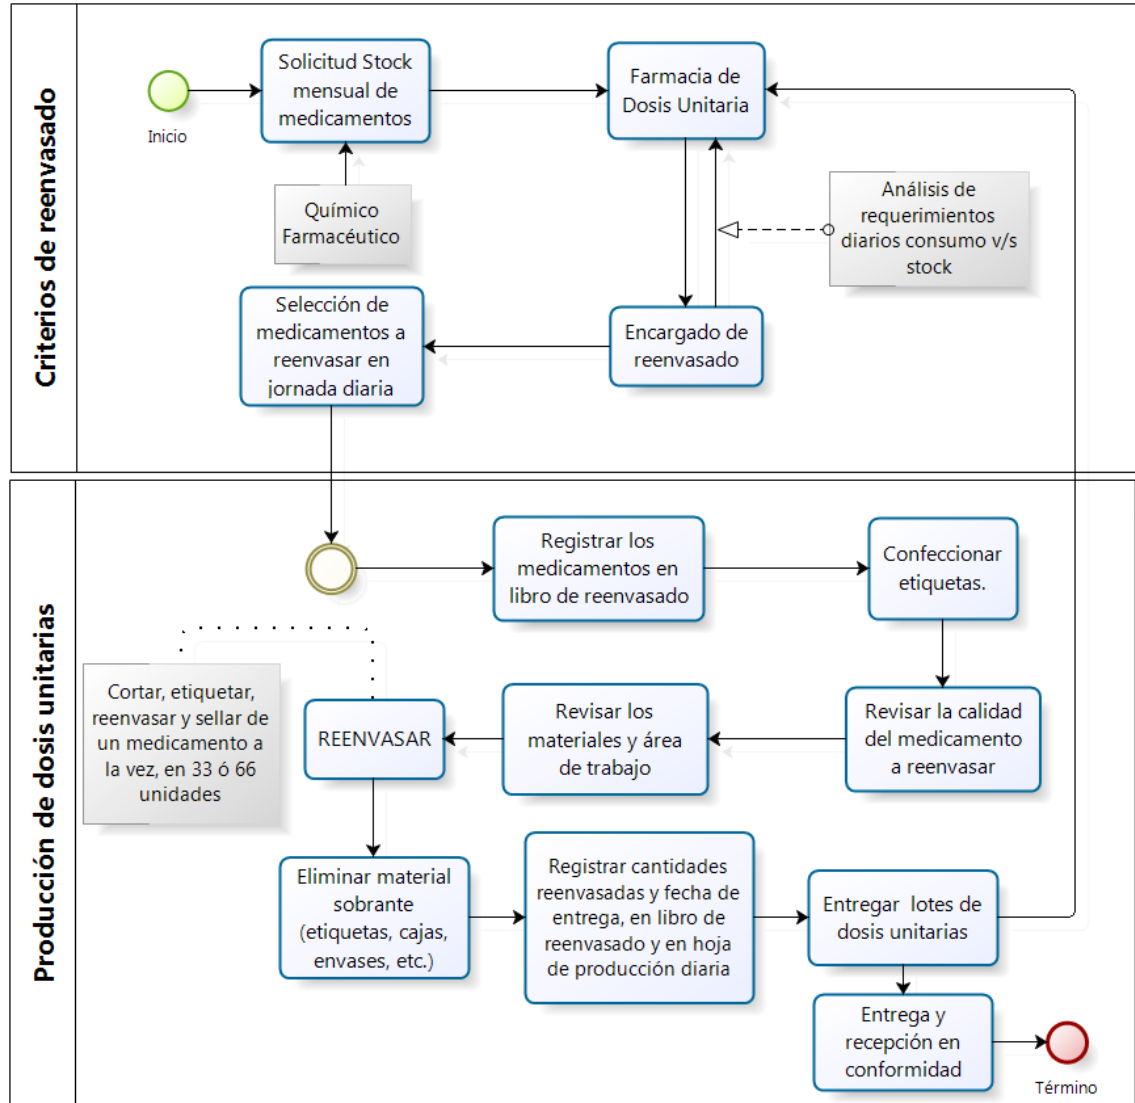 Criterios de reenvasado
Inicio
Solicitud Stock
mensual de
medicamentos
Farmacia de
Dosis Unitaria
Químico
Farmacéutico
Análisis de
requerimientos
diarios consumo v/s
stock
Selección de
medicamentos a
reenvasar en
jornada diaria
Encargado de
reenvasado
Producción de dosis unitarias
Registrar los
medicamentos en
libro de reenvasado
Confeccionar
etiquetas.
Cortar, etiquetar,
reenvasar y sellar de
un medicamento a
la vez, en 33 ó 66
unidades
REENVASAR
Revisar los
materiales y área
de trabajo
Revisar la calidad
del medicamento
a reenvasar
Eliminar material
sobrante
(etiquetas, cajas,
envases, etc.)
Registrar cantidades
reenvasadas y fecha de
entrega, en libro de
reenvasado y en hoja
de producción diaria
Entregar lotes de
dosis unitarias
Entrega y
recepción en
conformidad
Término